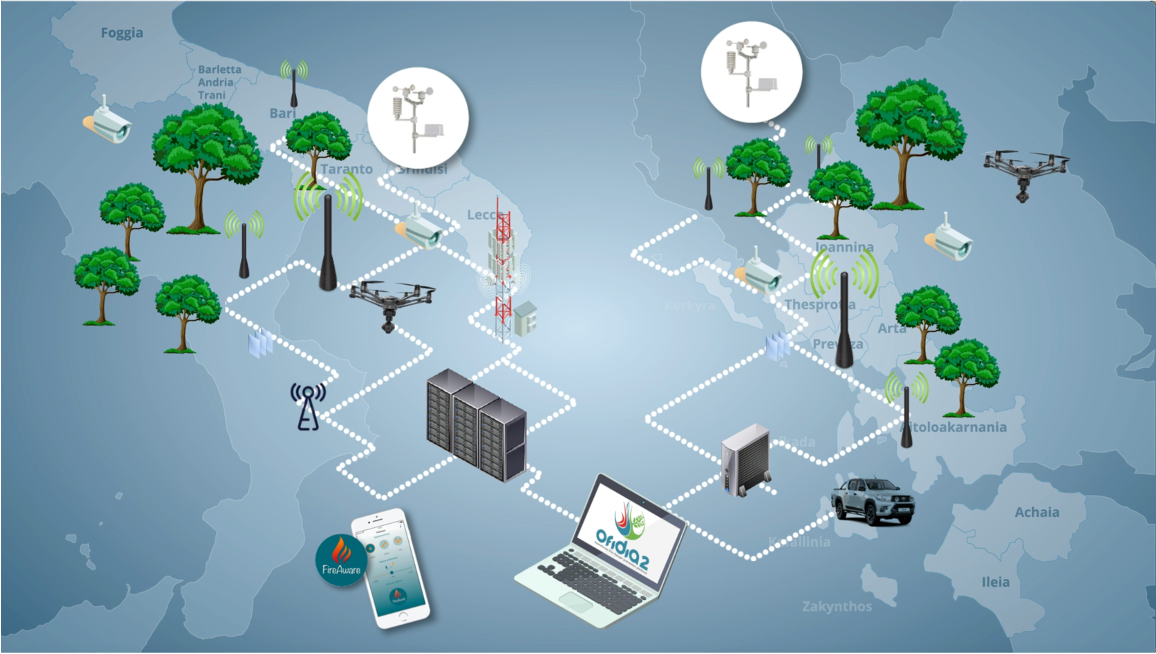 Foggia
Barletta
Andria
Trani
Bari
Taranto
Brindisi
Lecce
Ioannina
Kerkyra
Thesprotia
Arta
Preveza
Aitoloakarnania
Achaia
Kefallinia
Ileia
Zakynthos
FireAware
ofidia2